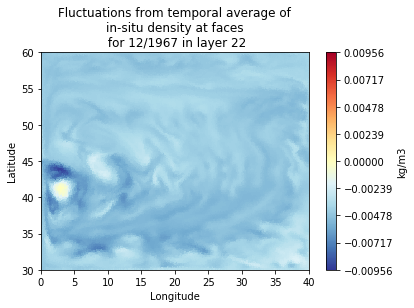 Fluctuations from temporal average of
in-situ density at faces
for 12/1967 in layer 22
60
55
50
45
40
35
30
Latitude
0 5 10 15 20 25 30 35 40
Longitude
0.00956
0.00717
0.00478
0.00239
0.00000
−0.00239
−0.00478
−0.00717
−0.00956
kg/m3